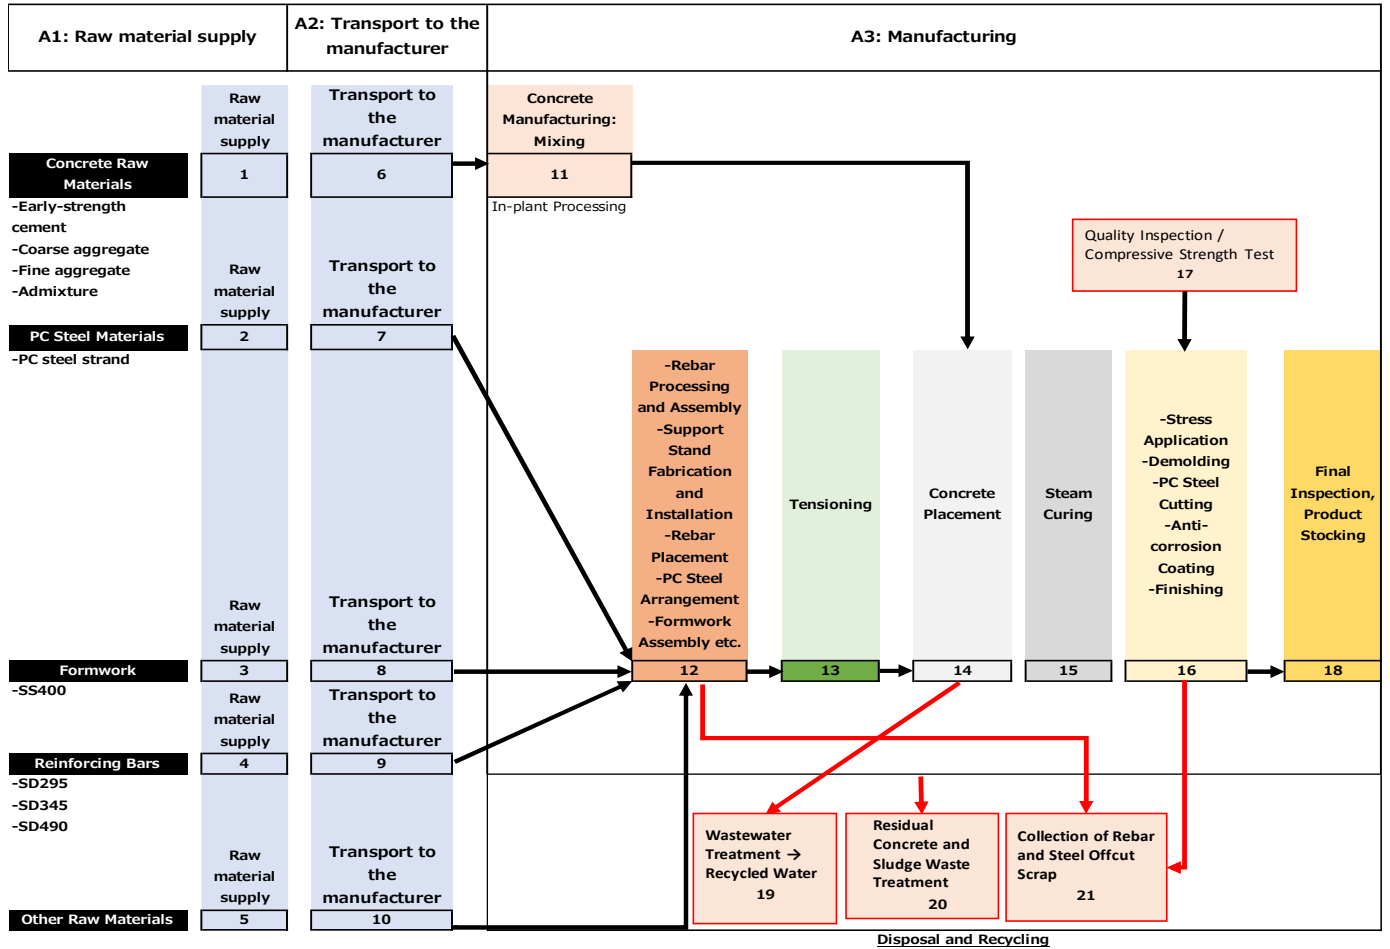 A1: Raw material supply
A2: Transport to the
manufacturer
A3: Manufacturing
Raw
material
supply
Transport to
the
manufacturer
Concrete
Manufacturing:
Mixing
Concrete Raw
Materials
1
6
11
-Early-strength
cement
-Coarse aggregate
-Fine aggregate
-Admixture
In-plant Processing
Raw
material
supply
Transport to
the
manufacturer
Quality Inspection /
Compressive Strength Test
17
PC Steel Materials
2
7
-PC steel strand
-Rebar
Processing
and Assembly
-Support
Stand
Fabrication
and
Installation
-Rebar
Placement
-PC Steel
Arrangement
-Formwork
Assembly etc.
Tensioning
Concrete
Placement
Steam
Curing
-Stress
Application
-Demolding
-PC Steel
Cutting
-Anti-
corrosion
Coating
-Finishing
Final
Inspection,
Product
Stocking
Raw
material
supply
Transport to
the
manufacturer
Formwork
3
8
12
13
14
15
16
18
-SS400
Raw
material
supply
Transport to
the
manufacturer
Reinforcing Bars
4
9
-SD295
-SD345
-SD490
Raw
material
supply
Transport to
the
manufacturer
Wastewater
Treatment →
Recycled Water
19
Residual
Concrete and
Sludge Waste
Treatment
20
Collection of Rebar
and Steel Offcut
Scrap
21
Other Raw Materials
5
10
Disposal and Recycling